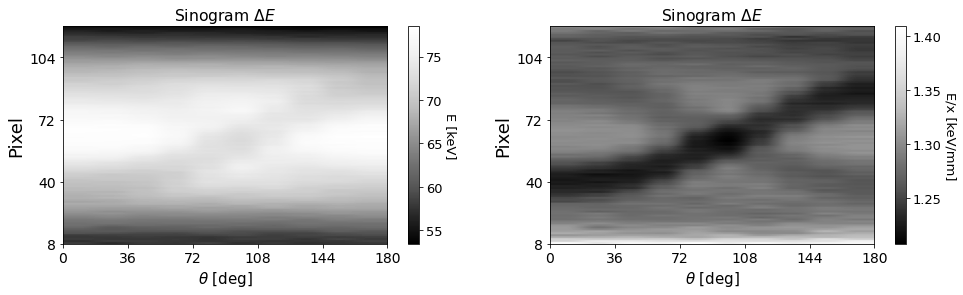 Sinogram ΔE
Pixel
104
72
40
8
0 36 72 108 144 180
θ [deg]
75
70
65
60
55
E [keV]
Sinogram ΔE
Pixel
104
72
40
8
0 36 72 108 144 180
θ [deg]
1.40
1.35
1.30
1.25
E/x [keV/mm]